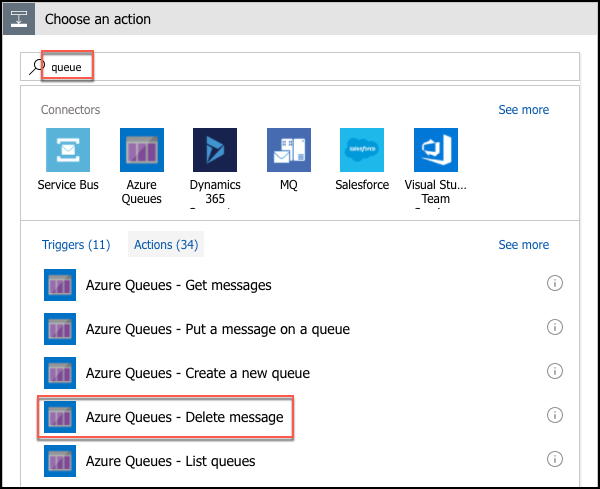 Choose an action
queue
Connectors
See more
Service Bus
Azure
Queues
Dynamics
365
MQ
salesforce
Salesforce
Visual Stu...
Team
Triggers (11)
Actions (34)
See more
Azure Queues - Get messages
Azure Queues - Put a message on a queue
Azure Queues - Create a new queue
Azure Queues - Delete message
Azure Queues - List queues